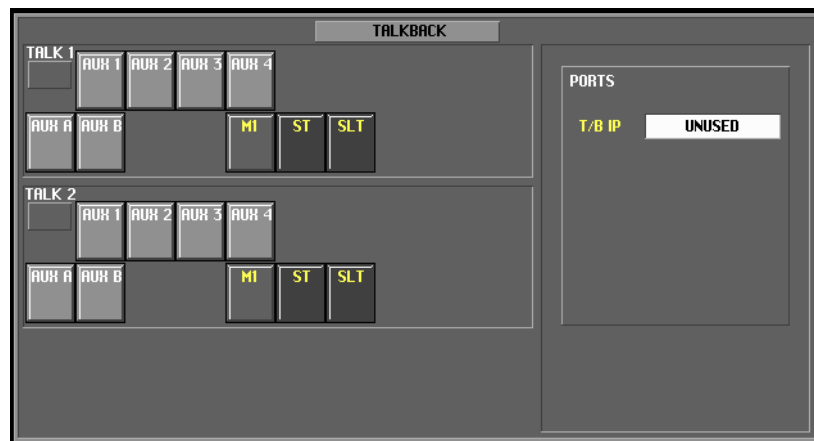 TALKBACK
TALK 1
AUX 1 AUX 2 AUX 3 AUX 4
AUX A AUX B M1 ST SLT
TALK 2
AUX 1 AUX 2 AUX 3 AUX 4
AUX A AUX B M1 ST SLT
PORTS
T/B IP UNUSED